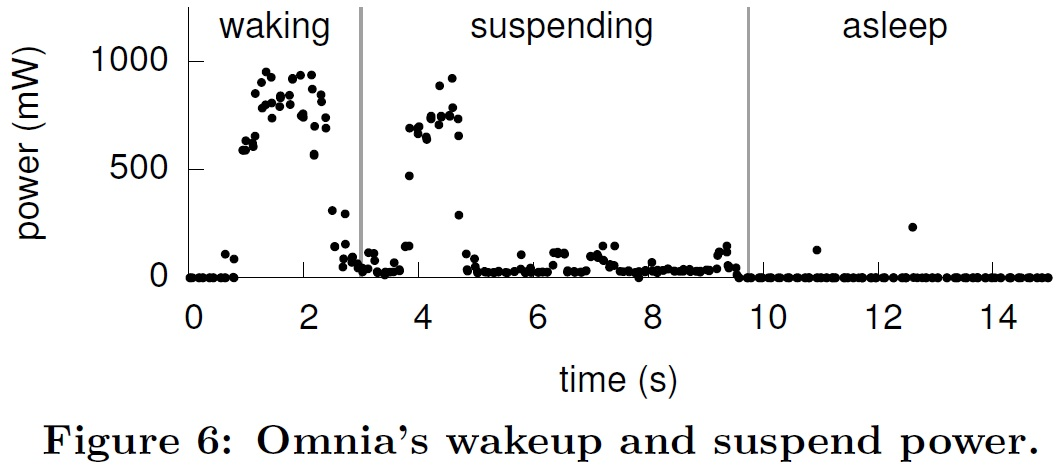 waking suspending asleep
power (mW)
1000
500
0
0 2 4 6 8 10 12 14
time (s)
Figure 6: Omnia's wakeup and suspend power.